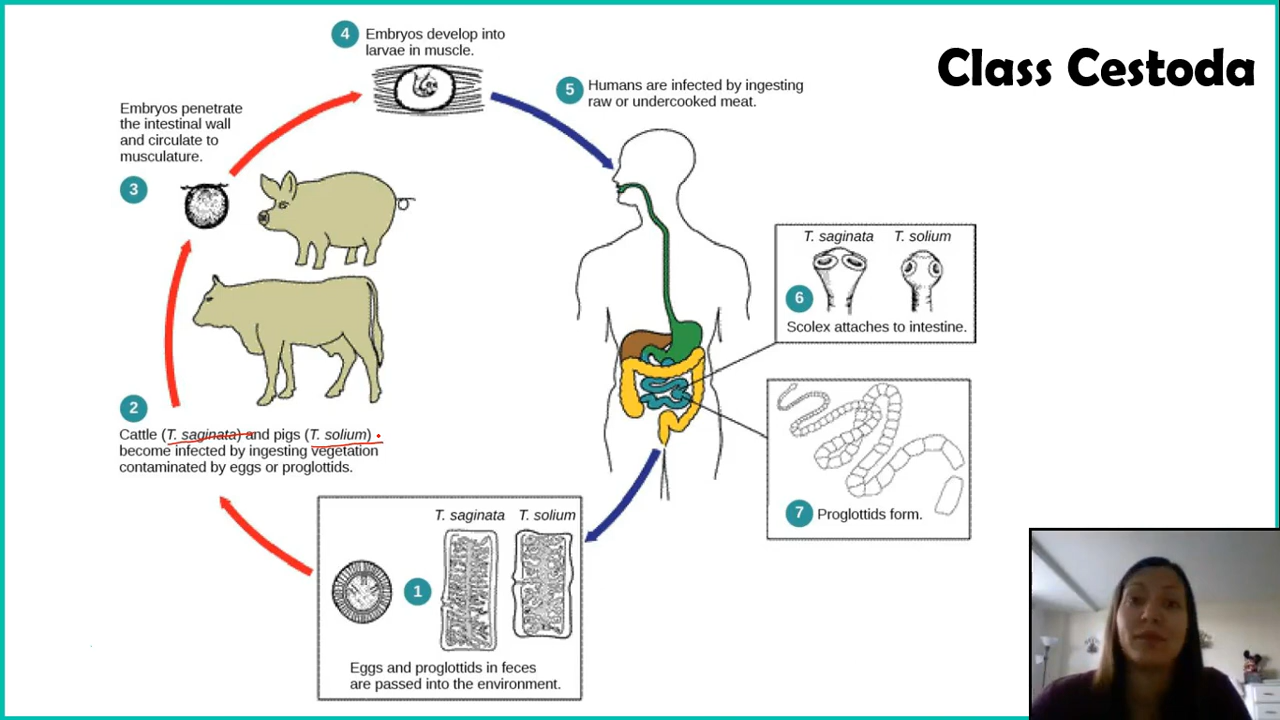 Class Cestoda
4
Embryos develop into
larvae in muscle.
5
Humans are infected by ingesting
raw or undercooked meat.
Embryos penetrate
the intestinal wall
and circulate to
musculature.
3
T. saginata T. solium
6
Scolex attaches to intestine.
2
Cattle (T. saginata) and pigs (T. solium)
become infected by ingesting vegetation
contaminated by eggs or proglottids.
7
Proglottids form.
T. saginata T. solium
1
Eggs and proglottids in feces
are passed into the environment.